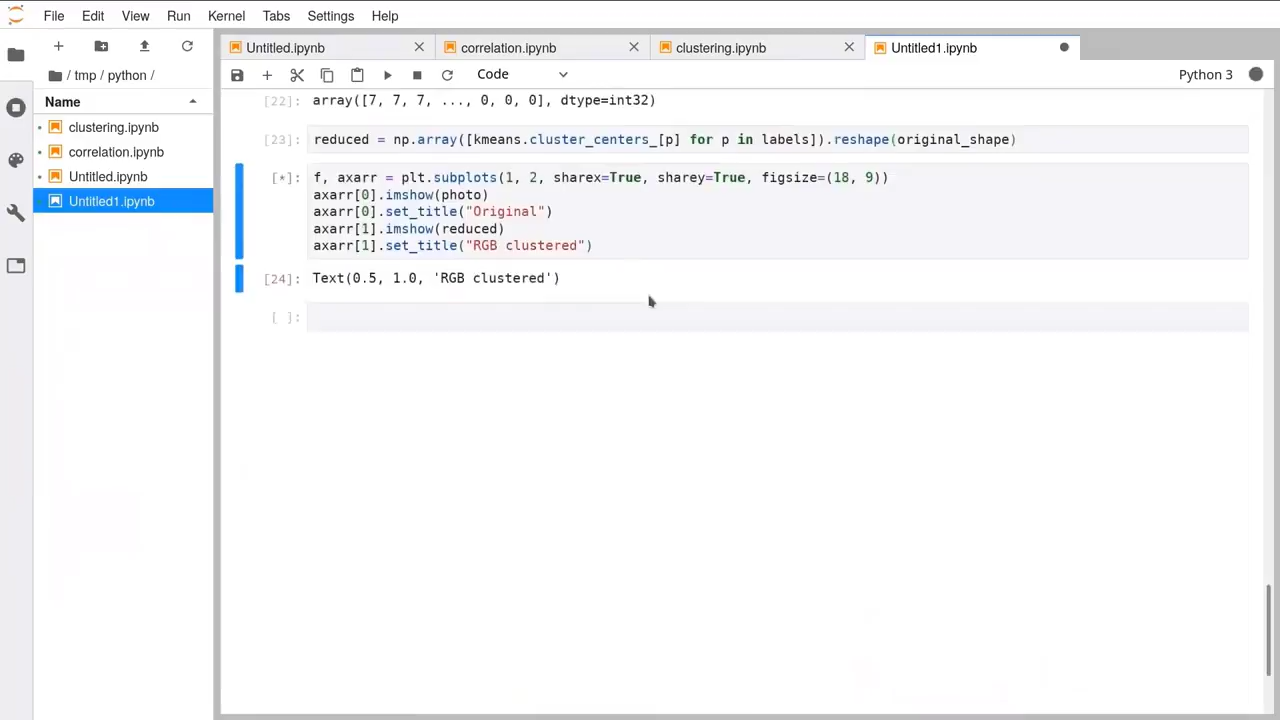 File Edit View Run Kernel Tabs Settings Help
/ tmp / python /
Name
clustering.ipynb
correlation.ipynb
Untitled.ipynb
Untitled1.ipynb
Untitled.ipynb correlation.ipynb clustering.ipynb Untitled1.ipynb
Code Python 3
[22]: array([7, 7, 7, ..., 0, 0, 0], dtype=int32)
[23]: reduced = np.array([kmeans.cluster_centers_[p] for p in labels]).reshape(original_shape)
[*]: f, axarr = plt.subplots(1, 2, sharex=True, sharey=True, figsize=(18, 9))
axarr[0].imshow(photo)
axarr[0].set_title("Original")
axarr[1].imshow(reduced)
axarr[1].set_title("RGB clustered")
[24]: Text(0.5, 1.0, 'RGB clustered')
[ ]: